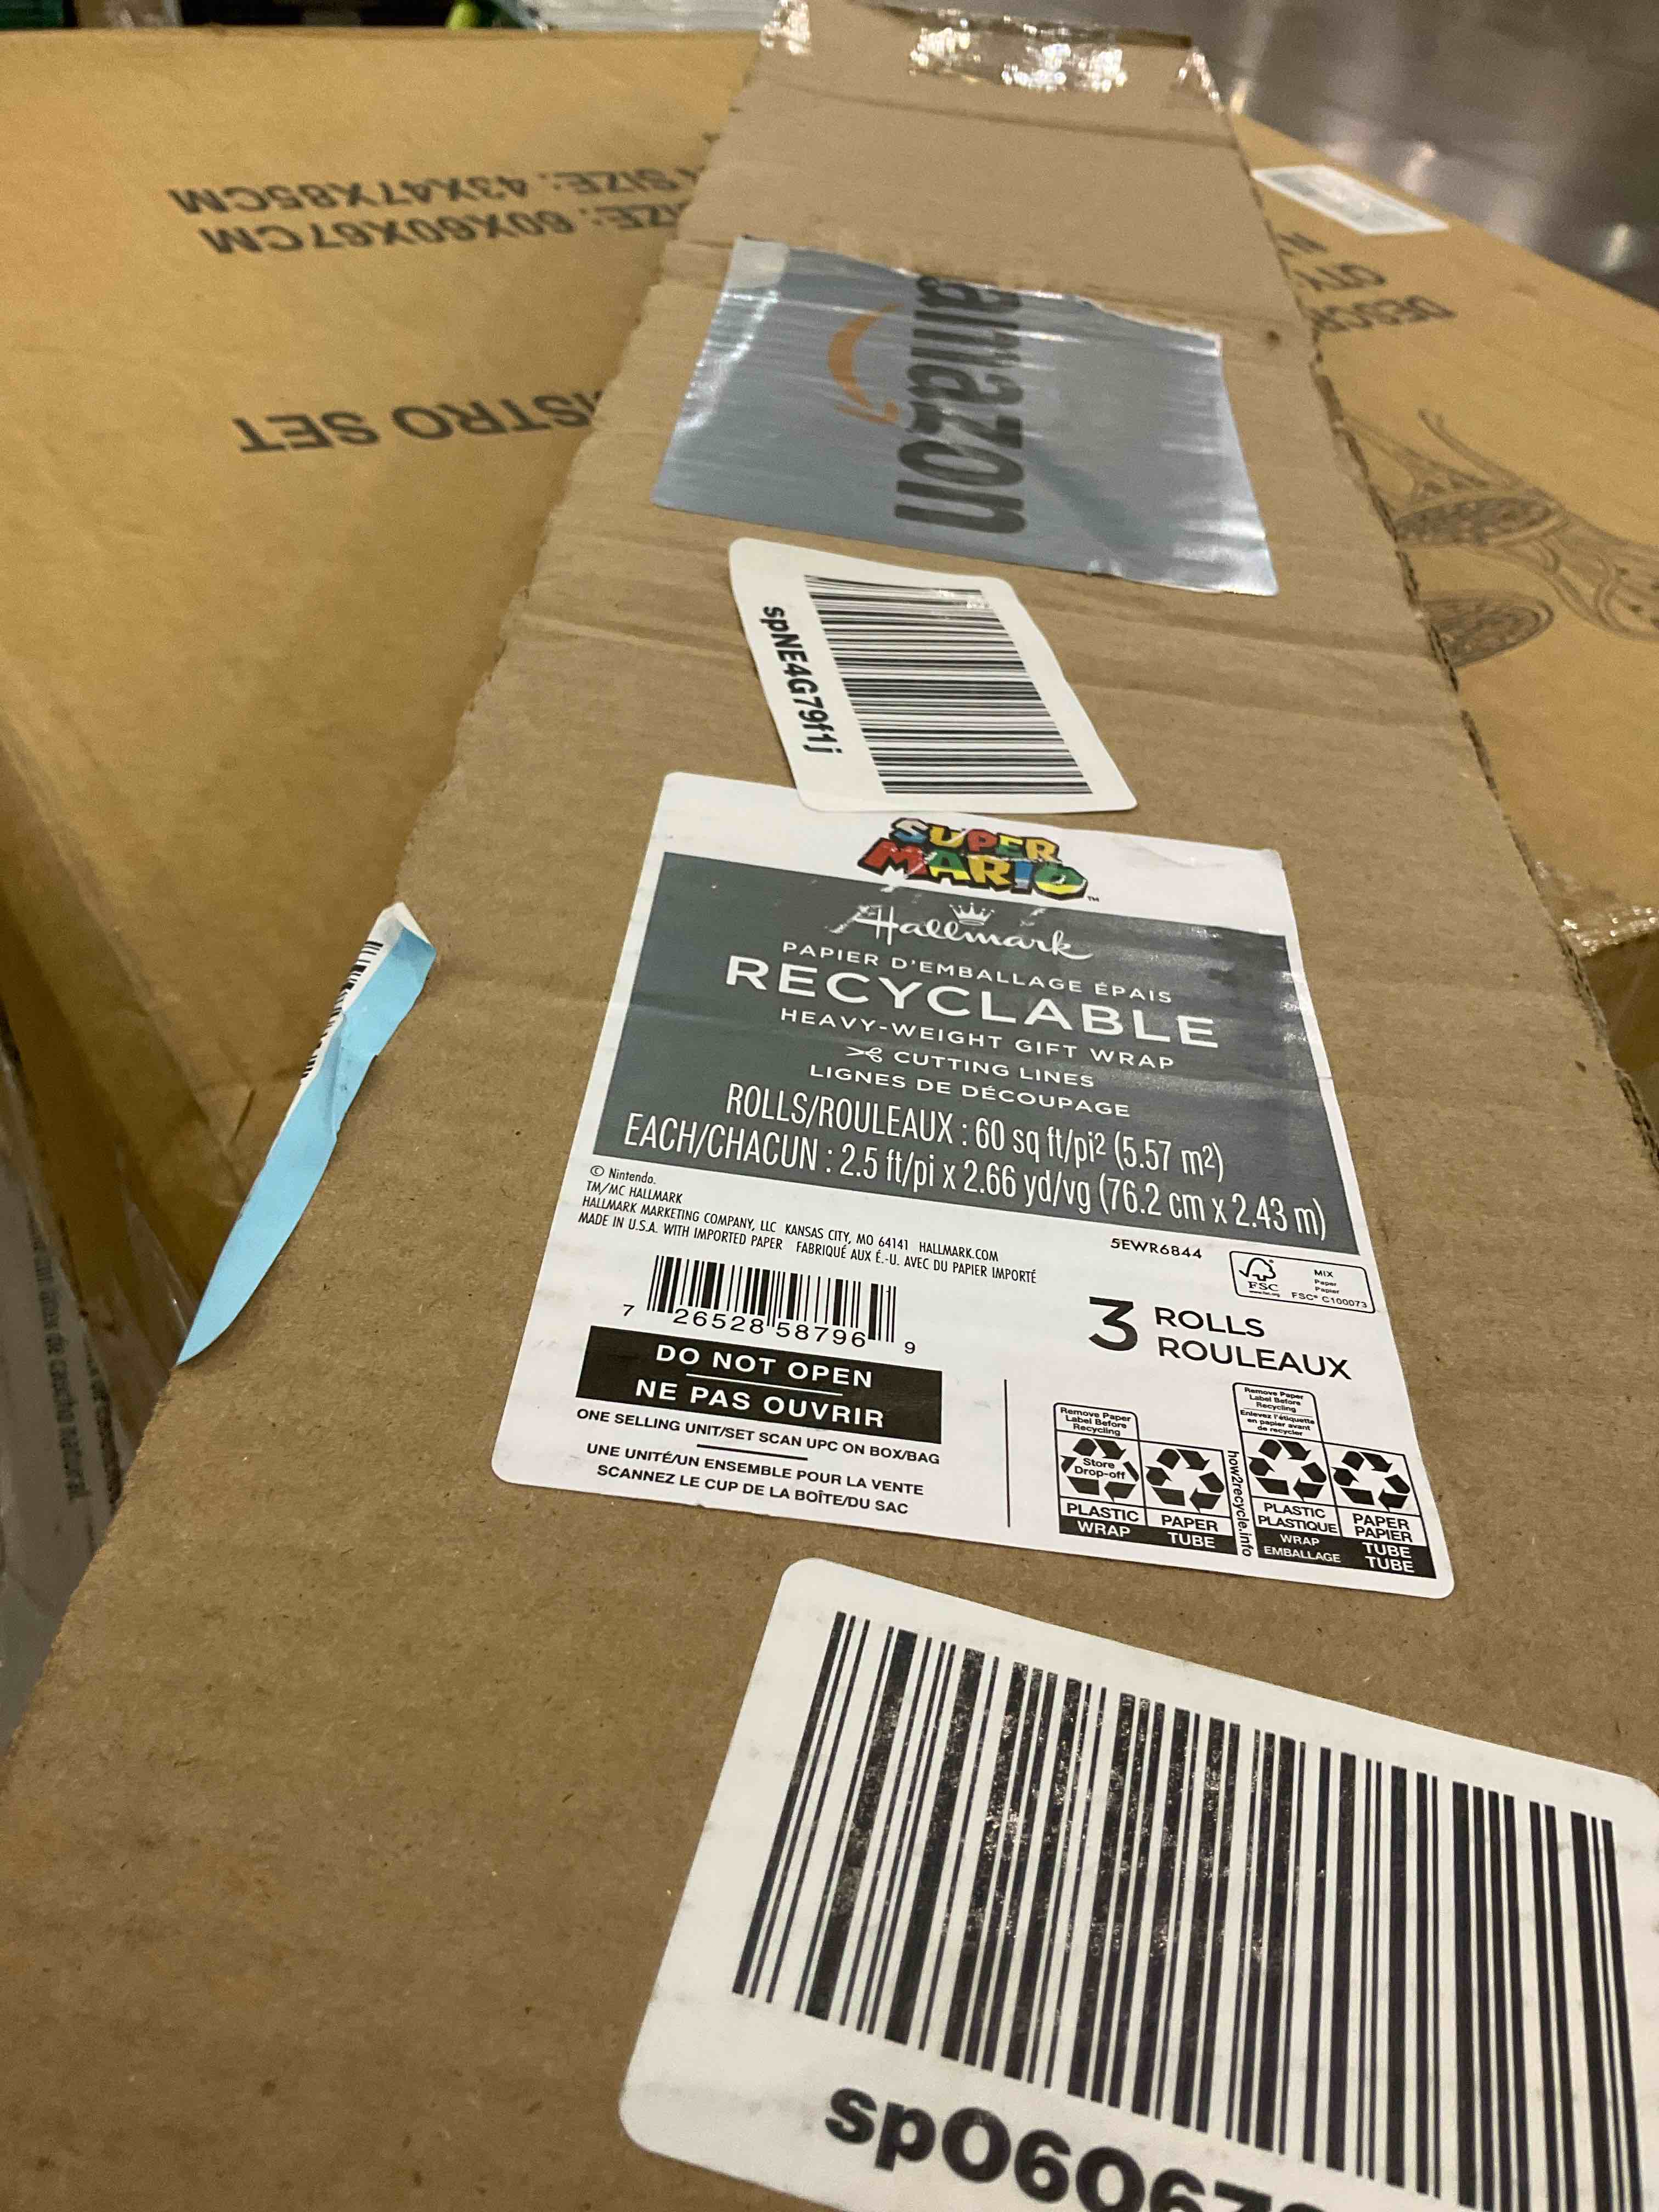 SIZE: 43X47X85CM
SIZE: 60X60X67CM
SET
DESCR
QTY
amazon
spNE4G79f1j
SUPER
MARIO™
Hallmark
PAPIER D'EMBALLAGE ÉPAIS
RECYCLABLE
HEAVY-WEIGHT GIFT WRAP
CUTTING LINES
LIGNES DE DÉCOUPAGE
ROLLS/ROULEAUX : 60 sq ft/pi² (5.57 m²)
EACH/CHACUN : 2.5 ft/pi x 2.66 yd/vg (76.2 cm x 2.43 m)
© Nintendo.
TM/MC HALLMARK
HALLMARK MARKETING COMPANY, LLC KANSAS CITY, MO 64141 HALLMARK.COM
MADE IN U.S.A. WITH IMPORTED PAPER FABRIQUÉ AUX É.-U. AVEC DU PAPIER IMPORTÉ
5EWR6844
FSC
MIX
Paper
Papier
FSC® C100073
7 26528 58796 9
3 ROLLS
ROULEAUX
DO NOT OPEN
NE PAS OUVRIR
ONE SELLING UNIT/SET SCAN UPC ON BOX/BAG
UNE UNITÉ/UN ENSEMBLE POUR LA VENTE
SCANNEZ LE CUP DE LA BOÎTE/DU SAC
Remove Paper
Label Before
Recycling
Store
Drop-off
PLASTIC
WRAP
PAPER
TUBE
how2recycle.info
Remove Paper
Label Before
Recycling
Enlevez l'étiquette
en papier avant
de recycler
PLASTIC
PLASTIQUE
WRAP
EMBALLAGE
PAPER
PAPIER
TUBE
TUBE